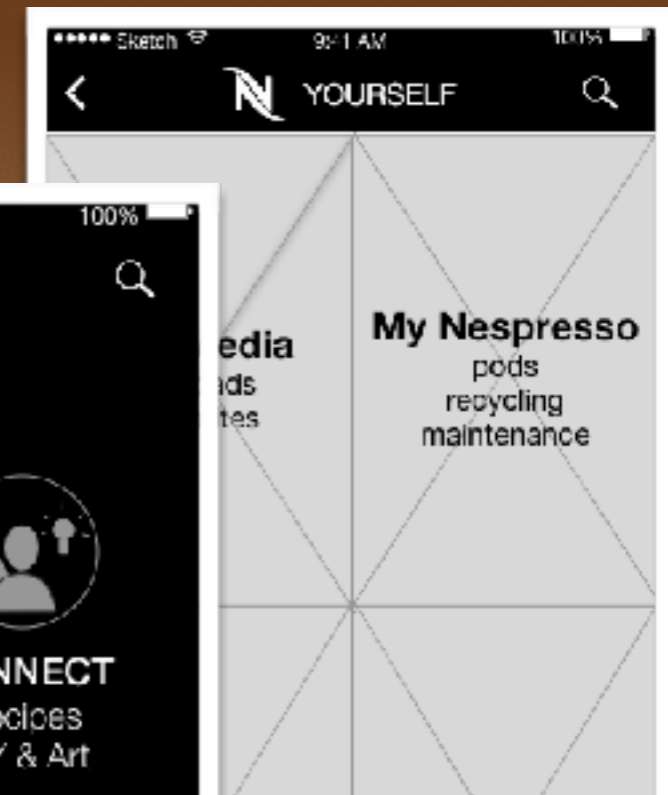 Sketch 9:41 AM 100%
N YOURSELF
My Nespresso
pods
recycling
maintenance
edia
ads
tes
100%
NNECT
ecipes
Y & Art